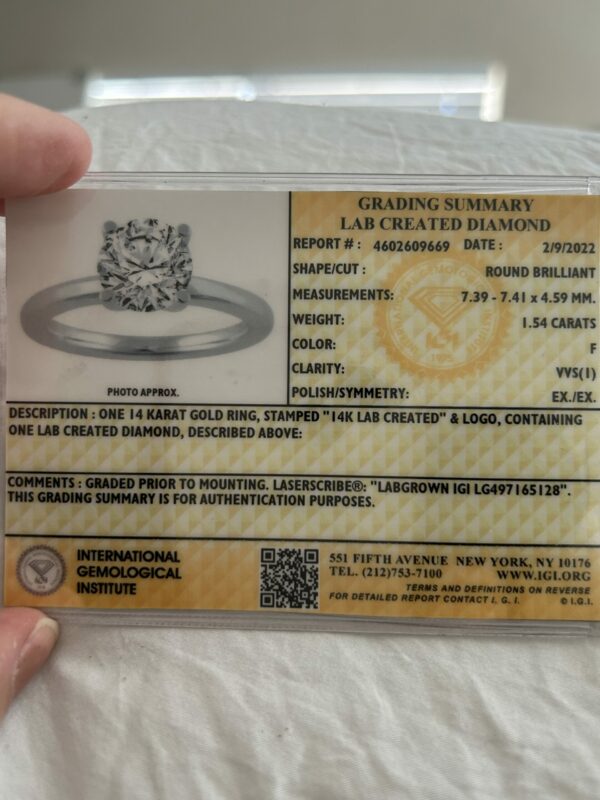 GRADING SUMMARY
LAB CREATED DIAMOND
REPORT # : 4602609669 DATE : 2/9/2022
SHAPE/CUT : ROUND BRILLIANT
MEASUREMENTS: 7.39 - 7.41 x 4.59 MM.
WEIGHT: 1.54 CARATS
COLOR: F
CLARITY: VVS(1)
POLISH/SYMMETRY: EX./EX.
PHOTO APPROX.
DESCRIPTION : ONE 14 KARAT GOLD RING, STAMPED "14K LAB CREATED" & LOGO, CONTAINING
ONE LAB CREATED DIAMOND, DESCRIBED ABOVE:
COMMENTS : GRADED PRIOR TO MOUNTING. LASERSCRIBE®: "LABGROWN IGI LG497165128".
THIS GRADING SUMMARY IS FOR AUTHENTICATION PURPOSES.
INTERNATIONAL
GEMOLOGICAL
INSTITUTE
551 FIFTH AVENUE NEW YORK, NY 10176
TEL. (212)753-7100 WWW.IGI.ORG
TERMS AND DEFINITIONS ON REVERSE
FOR DETAILED REPORT CONTACT I. G. I. © I.G.I.